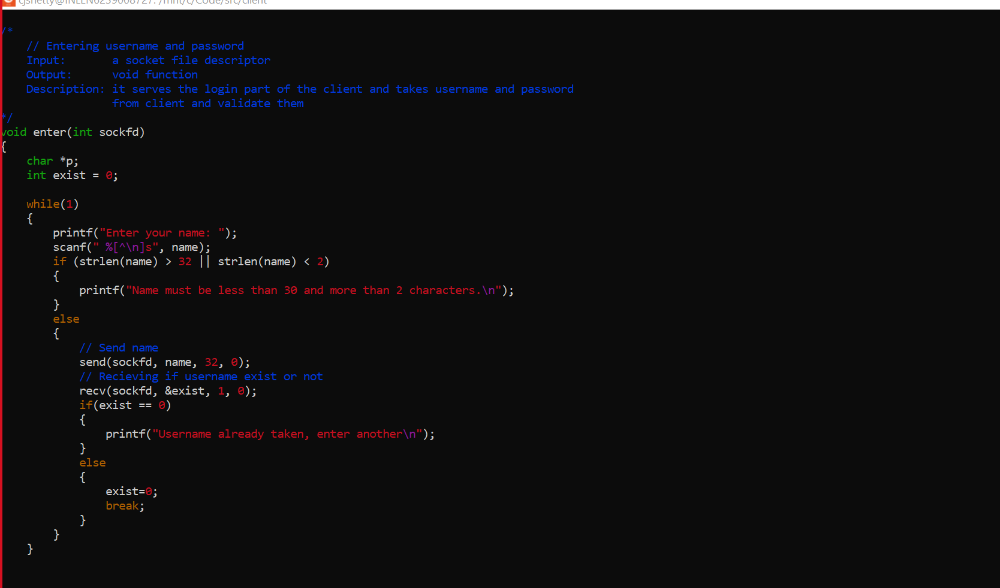 cjshetty@INLEN6259008727: /mnt/c/Code/src/client
/*
    // Entering username and password
    Input:       a socket file descriptor
    Output:      void function
    Description: it serves the login part of the client and takes username and password
                 from client and validate them
*/
void enter(int sockfd)
{
    char *p;
    int exist = 0;

    while(1)
    {
        printf("Enter your name: ");
        scanf(" %[^\n]s", name);
        if (strlen(name) > 32 || strlen(name) < 2)
        {
            printf("Name must be less than 30 and more than 2 characters.\n");
        }
        else
        {
            // Send name
            send(sockfd, name, 32, 0);
            // Recieving if username exist or not
            recv(sockfd, &exist, 1, 0);
            if(exist == 0)
            {
                printf("Username already taken, enter another\n");
            }
            else
            {
                exist=0;
                break;
            }
        }
    }